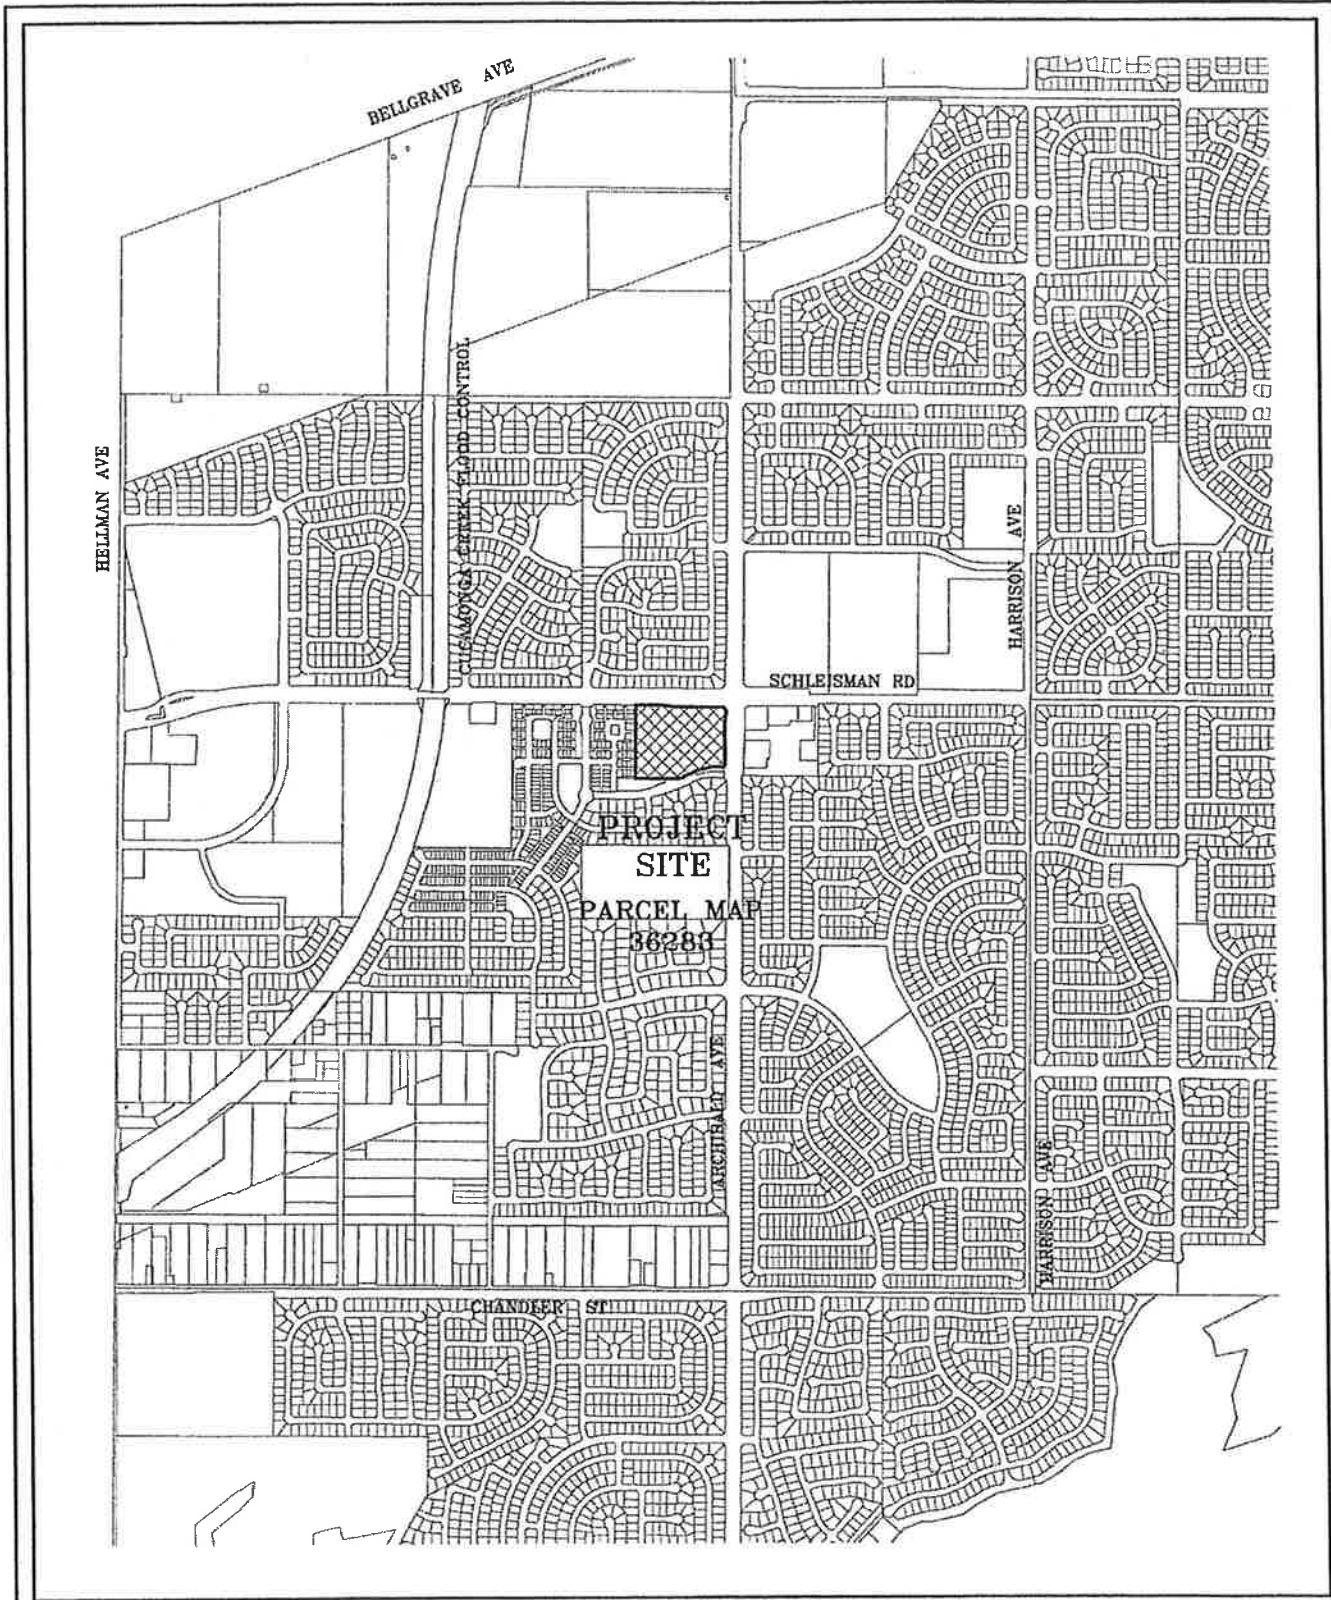 BELLGRAVE AVE
CUCAMONGA CREEK FLOOD CONTROL
HELLMAN AVE
HARRISON AVE
SCHLEISMAN RD
PROJECT
SITE
PARCEL MAP
36283
ARCHIBALD AVE
HARRISON AVE
CHANDLER ST